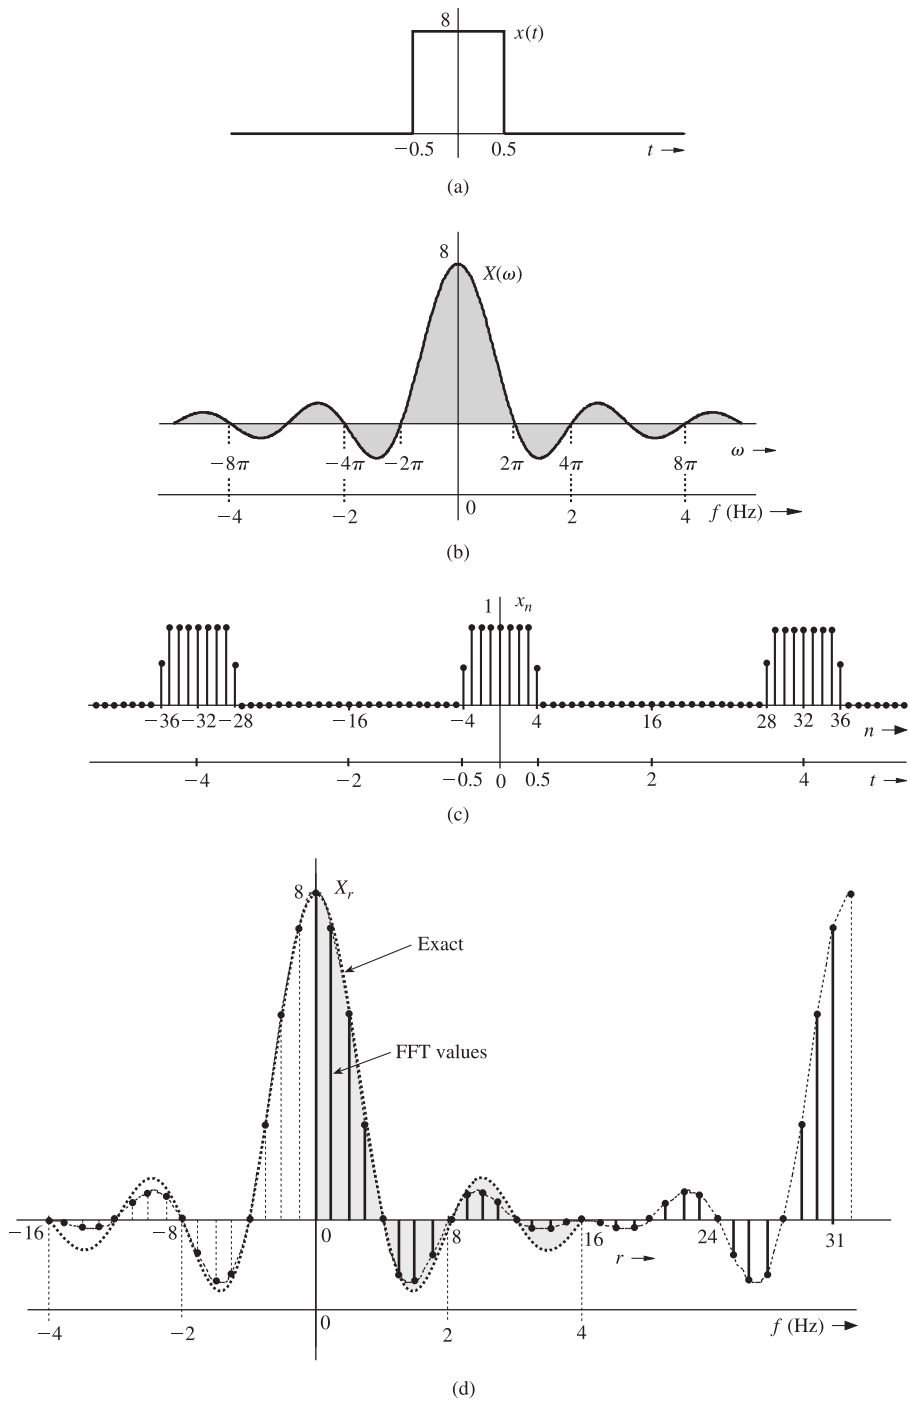 8
x(t)
−0.5 0.5 t
(a)
8
X(ω)
−8π −4π −2π 2π 4π 8π ω
0
−4 −2 2 4 f (Hz)
(b)
1 x_n
−36 −32 −28 −16 −4 4 16 28 32 36
n
−4 −2 −0.5 0 0.5 2 4 t
(c)
8 X_r
Exact
FFT values
−16 −8 0 8 16 24 31
r
0
−4 −2 2 4 f (Hz)
(d)